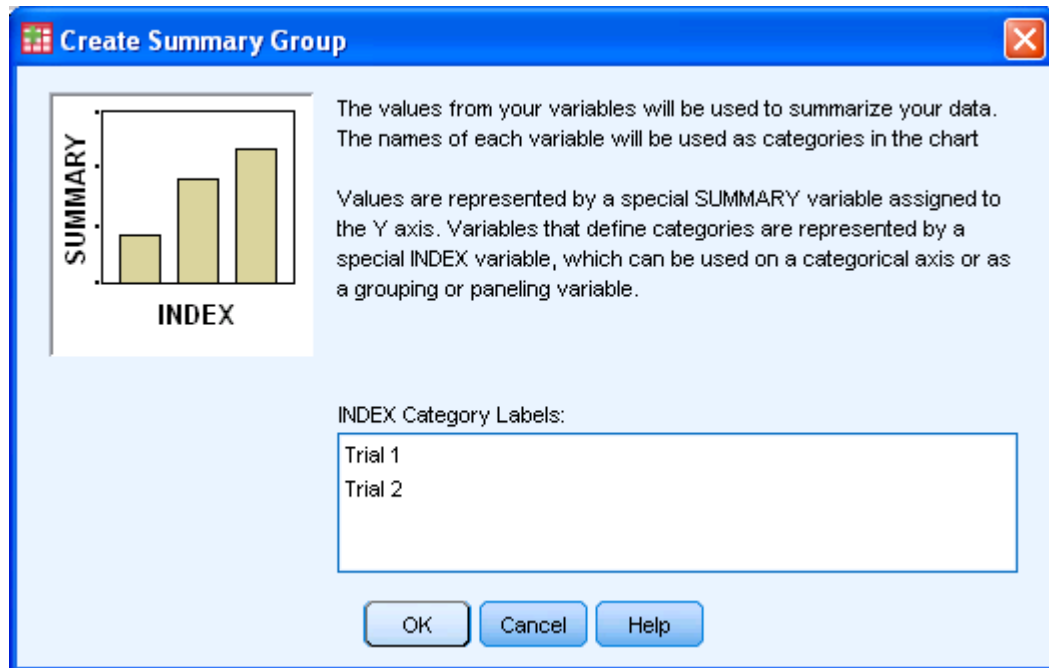 Create Summary Group
SUMMARY
INDEX
The values from your variables will be used to summarize your data.
The names of each variable will be used as categories in the chart
Values are represented by a special SUMMARY variable assigned to
the Y axis. Variables that define categories are represented by a
special INDEX variable, which can be used on a categorical axis or as
a grouping or paneling variable.
INDEX Category Labels:
Trial 1
Trial 2
OK Cancel Help